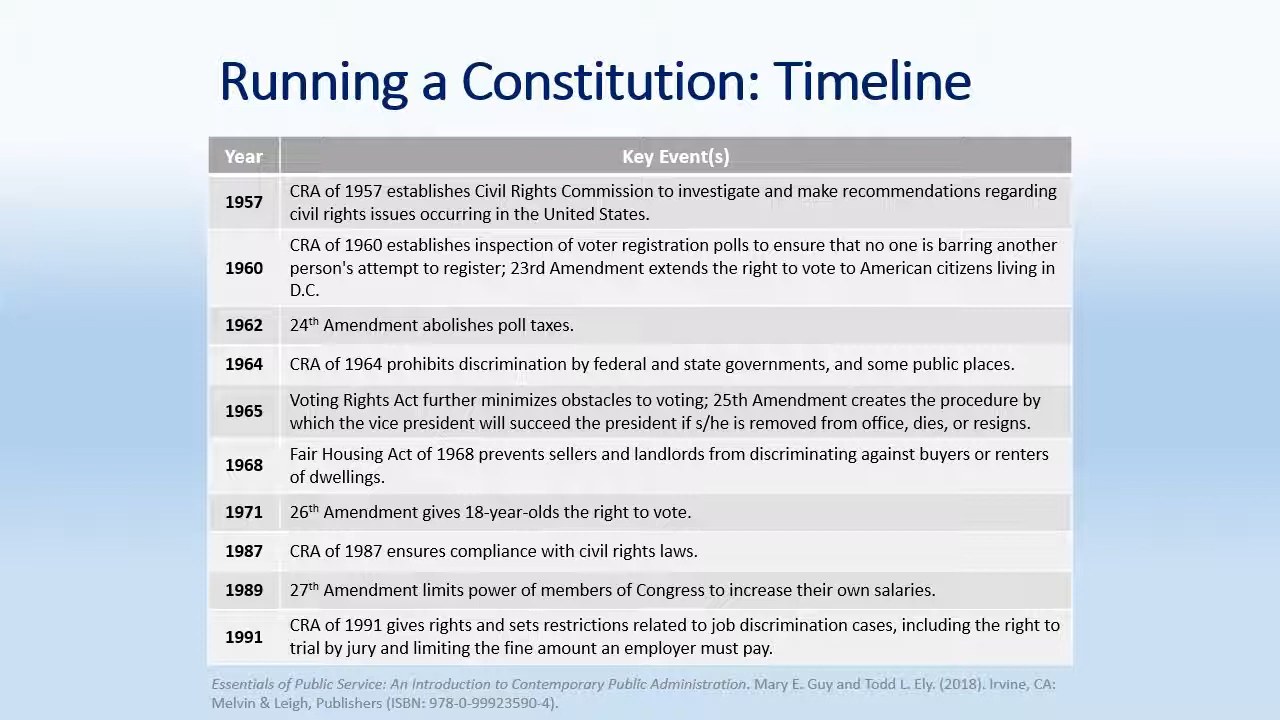 Running a Constitution: Timeline
Year Key Event(s)
1957 CRA of 1957 establishes Civil Rights Commission to investigate and make recommendations regarding
civil rights issues occurring in the United States.
1960 CRA of 1960 establishes inspection of voter registration polls to ensure that no one is barring another
person's attempt to register; 23rd Amendment extends the right to vote to American citizens living in
D.C.
1962 24th Amendment abolishes poll taxes.
1964 CRA of 1964 prohibits discrimination by federal and state governments, and some public places.
1965 Voting Rights Act further minimizes obstacles to voting; 25th Amendment creates the procedure by
which the vice president will succeed the president if s/he is removed from office, dies, or resigns.
1968 Fair Housing Act of 1968 prevents sellers and landlords from discriminating against buyers or renters
of dwellings.
1971 26th Amendment gives 18-year-olds the right to vote.
1987 CRA of 1987 ensures compliance with civil rights laws.
1989 27th Amendment limits power of members of Congress to increase their own salaries.
1991 CRA of 1991 gives rights and sets restrictions related to job discrimination cases, including the right to
trial by jury and limiting the fine amount an employer must pay.
Essentials of Public Service: An Introduction to Contemporary Public Administration. Mary E. Guy and Todd L. Ely. (2018). Irvine, CA:
Melvin & Leigh, Publishers (ISBN: 978-0-99923590-4).